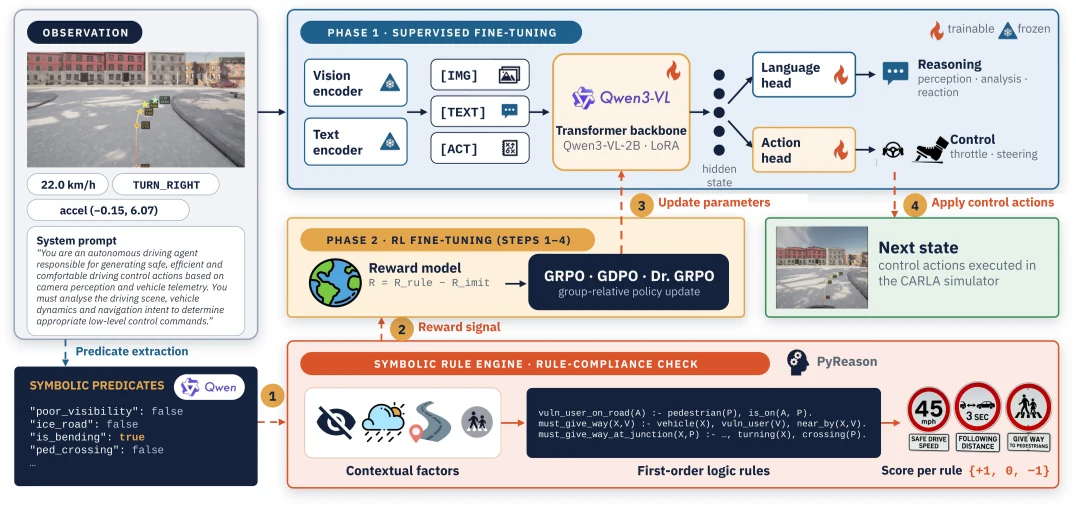 OBSERVATION
22.0 km/h
TURN_RIGHT
accel (−0.15, 6.07)
System prompt
"You are an autonomous driving agent
responsible for generating safe, efficient and
comfortable driving control actions based on
camera perception and vehicle telemetry. You
must analyse the driving scene, vehicle
dynamics and navigation intent to determine
appropriate low-level control commands."
Predicate extraction
SYMBOLIC PREDICATES
Qwen
"poor_visibility": false
"ice_road": false
"is_bending": true
"ped_crossing": false
…
1
PHASE 1 · SUPERVISED FINE-TUNING
trainable
frozen
Vision
encoder
Text
encoder
[IMG]
[TEXT]
[ACT]
Qwen3-VL
Transformer backbone
Qwen3-VL-2B · LoRA
hidden
state
Language
head
Action
head
Reasoning
perception · analysis ·
reaction
Control
throttle · steering
3
Update parameters
4
Apply control actions
PHASE 2 · RL FINE-TUNING (STEPS 1–4)
Reward model
R = R_rule − R_imit
GRPO · GDPO · Dr. GRPO
group-relative policy update
Next state
control actions executed in
the CARLA simulator
2
Reward signal
SYMBOLIC RULE ENGINE · RULE-COMPLIANCE CHECK
PyReason
Contextual factors
vuln_user_on_road(A) :- pedestrian(P), is_on(A, P).
must_give_way(X,V) :- vehicle(X), vuln_user(V), near_by(X,V).
must_give_way_at_junction(X,P) :- …, turning(X), crossing(P).
First-order logic rules
45
mph
SAFE DRIVE
SPEED
3 SEC
FOLLOWING
DISTANCE
GIVE WAY
TO PEDESTRIANS
Score per rule {+1, 0, −1}